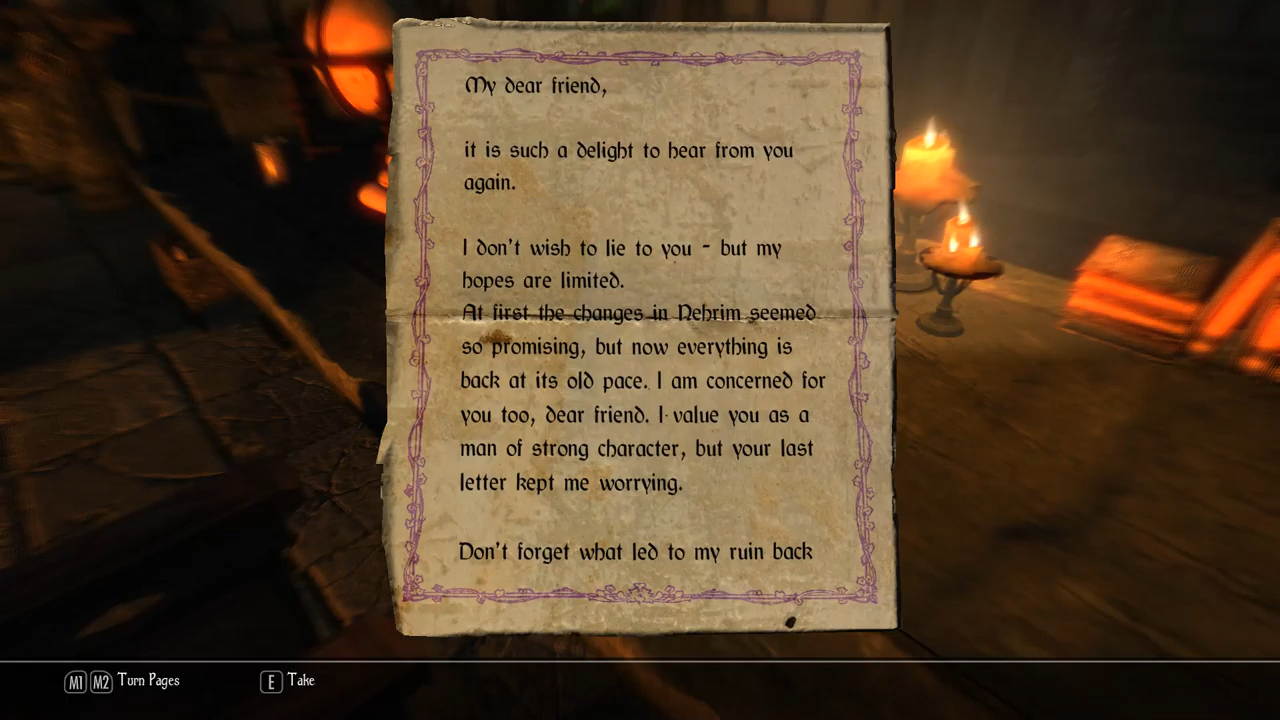 My dear friend,
it is such a delight to hear from you
again.
I don't wish to lie to you - but my
hopes are limited.
At first the changes in Nehrim seemed
so promising, but now everything is
back at its old pace. I am concerned for
you too, dear friend. I value you as a
man of strong character, but your last
letter kept me worrying.
Don't forget what led to my ruin back
M1 M2 Turn Pages E Take